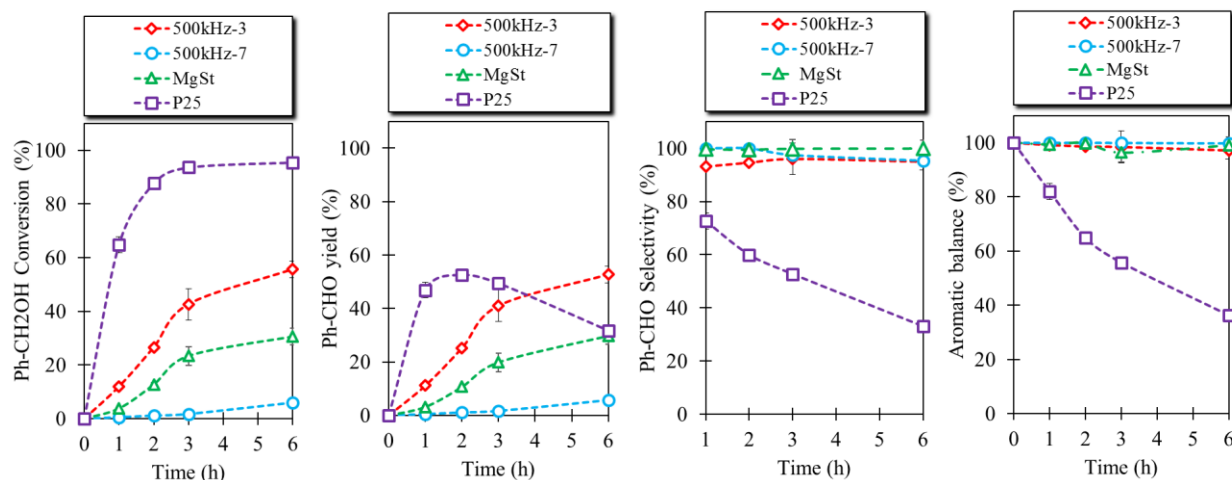 500kHz-3
500kHz-7
MgSt
P25
Ph-CH2OH Conversion (%)
100
80
60
40
20
0
0 1 2 3 4 5 6
Time (h)
500kHz-3
500kHz-7
MgSt
P25
Ph-CHO yield (%)
100
80
60
40
20
0
0 1 2 3 4 5 6
Time (h)
500kHz-3
500kHz-7
MgSt
P25
Ph-CHO Selectivity (%)
100
80
60
40
20
0
1 2 3 4 5 6
Time (h)
500kHz-3
500kHz-7
MgSt
P25
Aromatic balance (%)
100
80
60
40
20
0
0 1 2 3 4 5 6
Time (h)